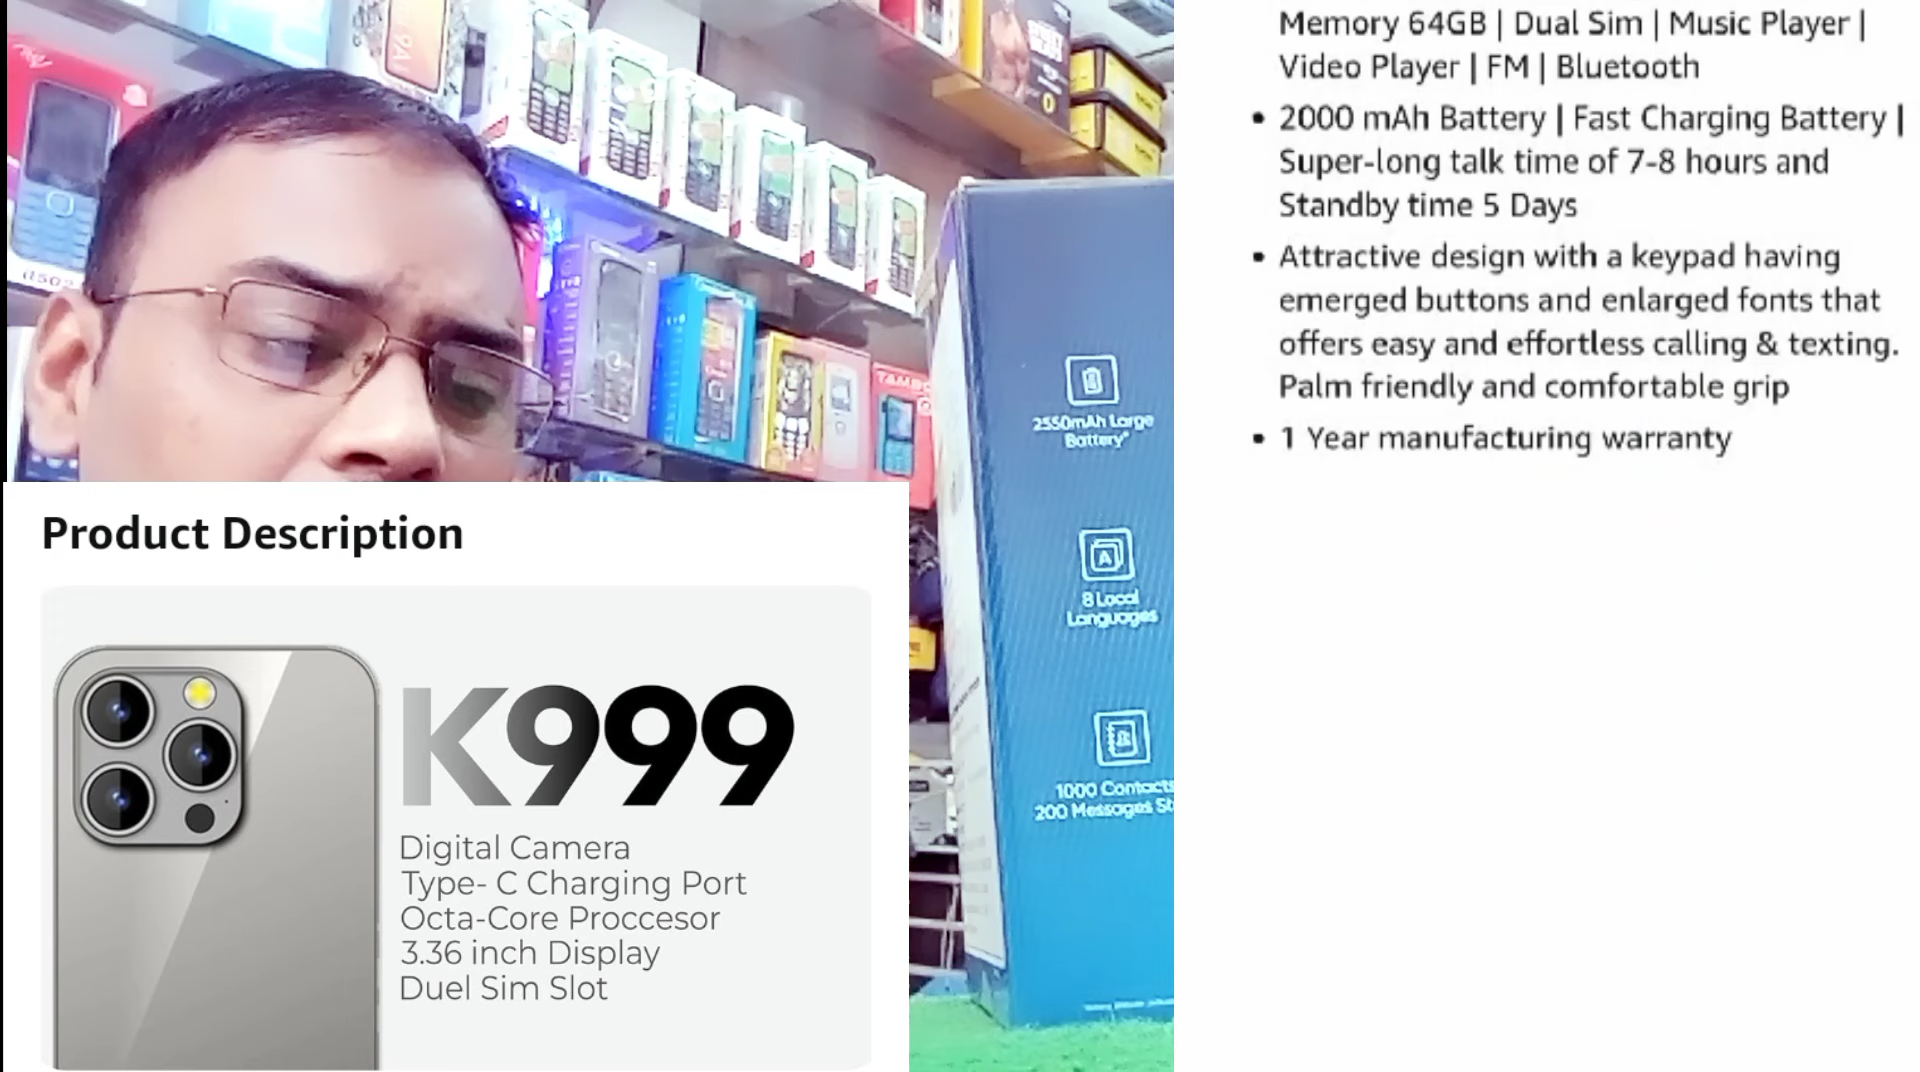 Memory 64GB | Dual Sim | Music Player |
Video Player | FM | Bluetooth
• 2000 mAh Battery | Fast Charging Battery |
Super-long talk time of 7-8 hours and
Standby time 5 Days
• Attractive design with a keypad having
emerged buttons and enlarged fonts that
offers easy and effortless calling & texting.
Palm friendly and comfortable grip
• 1 Year manufacturing warranty
2550mAh Large
Battery*
8 Local
Languages
1000 Contacts
200 Messages St
9A
it502
TAMBO
Product Description
K999
Digital Camera
Type- C Charging Port
Octa-Core Proccesor
3.36 inch Display
Duel Sim Slot